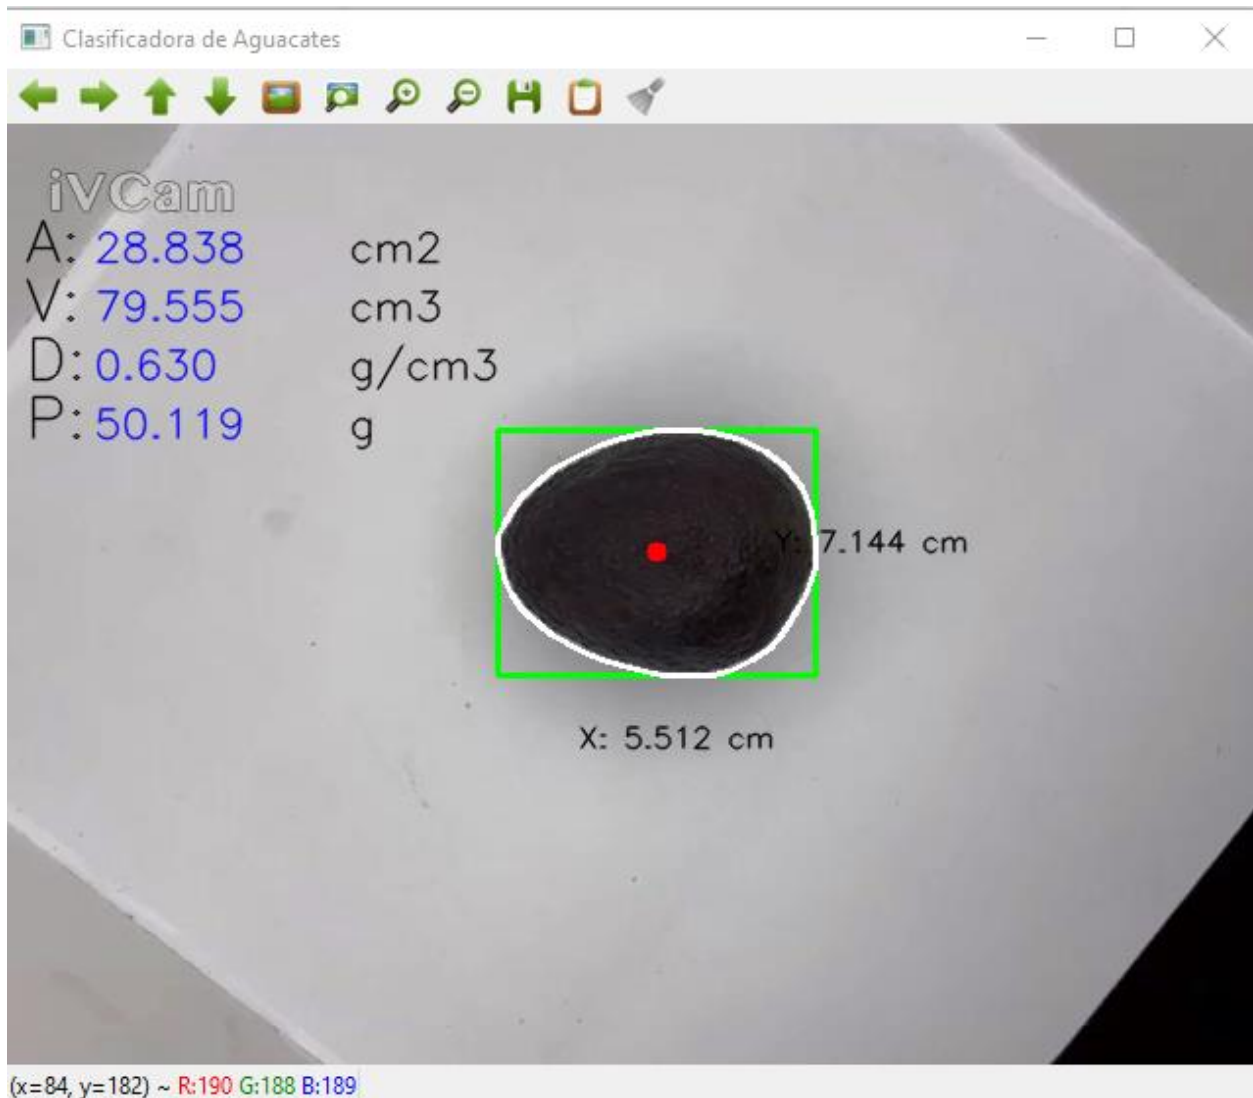 Clasificadora de Aguacates
iVCam
A: 28.838 cm2
V: 79.555 cm3
D: 0.630 g/cm3
P: 50.119 g
Y: 7.144 cm
X: 5.512 cm
(x=84, y=182) ~ R:190 G:188 B:189